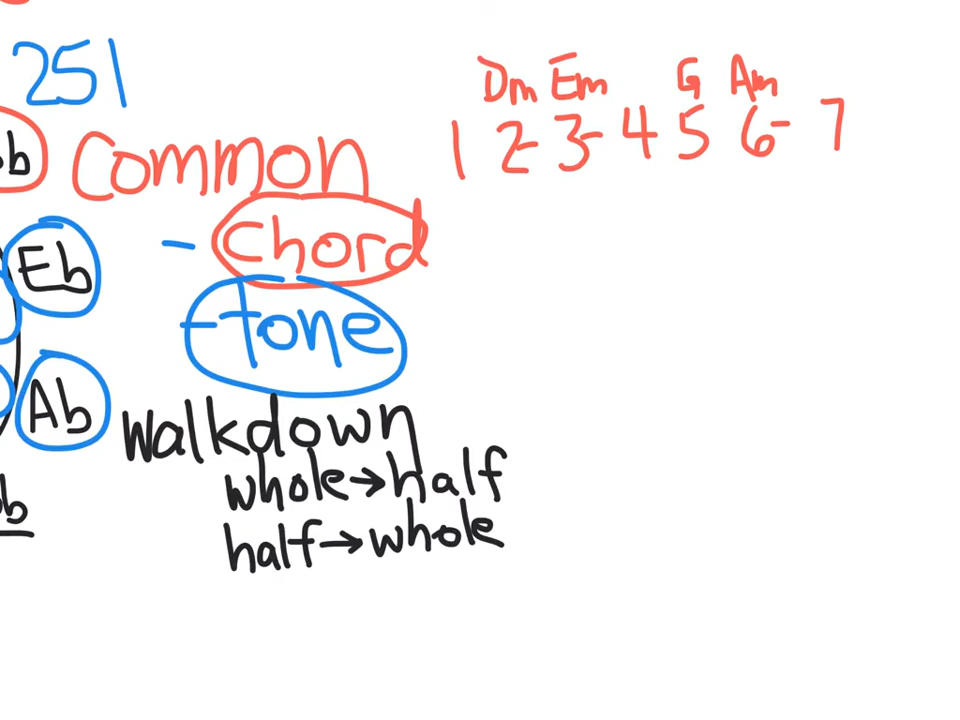 251
Dm Em G Am
1 2- 3- 4 5 6- 7
Common
- Chord
Eb
- tone
Ab
Walkdown
whole→half
half→whole